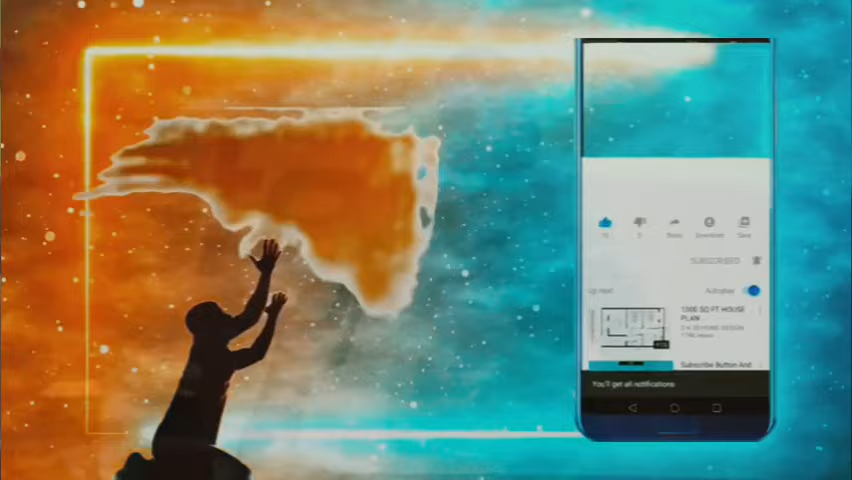 Share
Download
Save
SUBSCRIBED
Up next
Autoplay
1000 SQ FT HOUSE
PLAN
Subscribe Button And
You'll get all notifications